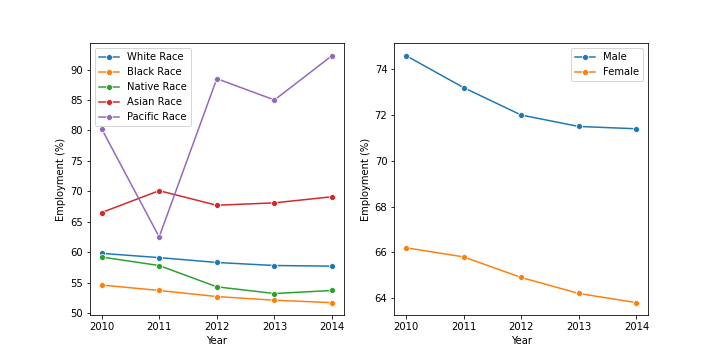 White Race
Black Race
Native Race
Asian Race
Pacific Race
90
85
80
75
70
65
60
55
50
Employment (%)
2010 2011 2012 2013 2014
Year
Male
Female
74
72
70
68
66
64
Employment (%)
2010 2011 2012 2013 2014
Year